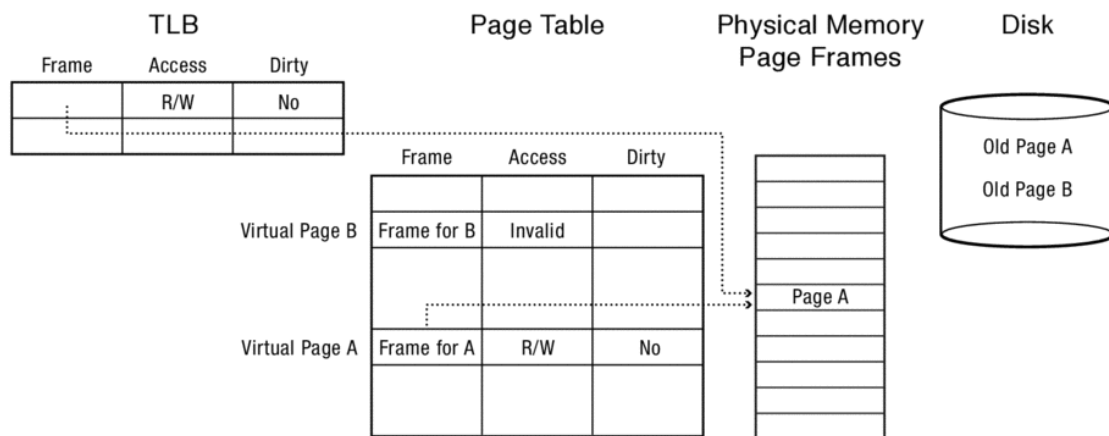 TLB
Page Table
Physical Memory
Page Frames
Disk
Frame Access Dirty
R/W No
Old Page A
Old Page B
Frame Access Dirty
Virtual Page B Frame for B Invalid
Page A
Virtual Page A Frame for A R/W No